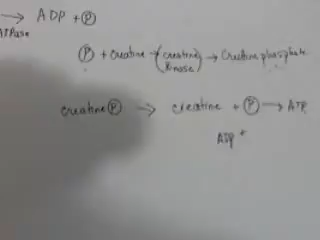 → ADP + Ⓟ
ATPase
Ⓟ + Creatine → (creatine kinase) → Creatine phosphate
creatine Ⓟ → creatine + Ⓟ → ATP
ADP +